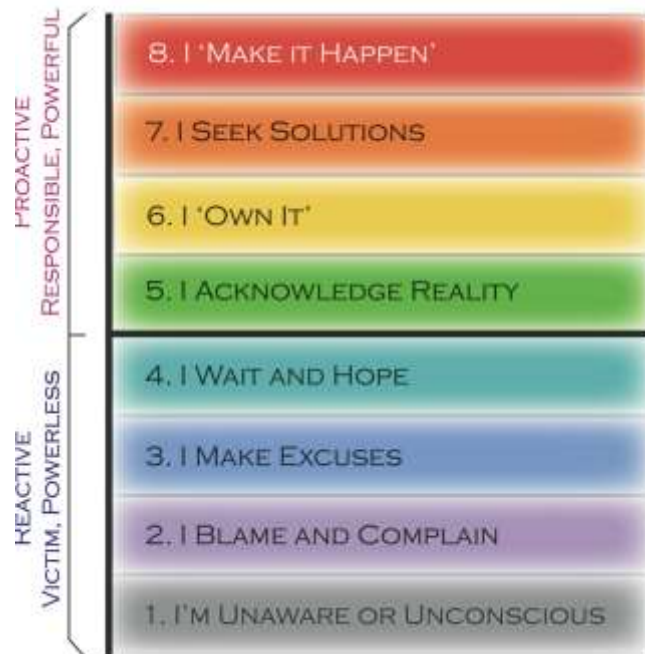 PROACTIVE
RESPONSIBLE, POWERFUL
8. I ‘MAKE IT HAPPEN’
7. I SEEK SOLUTIONS
6. I ‘OWN IT’
5. I ACKNOWLEDGE REALITY
REACTIVE
VICTIM, POWERLESS
4. I WAIT AND HOPE
3. I MAKE EXCUSES
2. I BLAME AND COMPLAIN
1. I’M UNAWARE OR UNCONSCIOUS